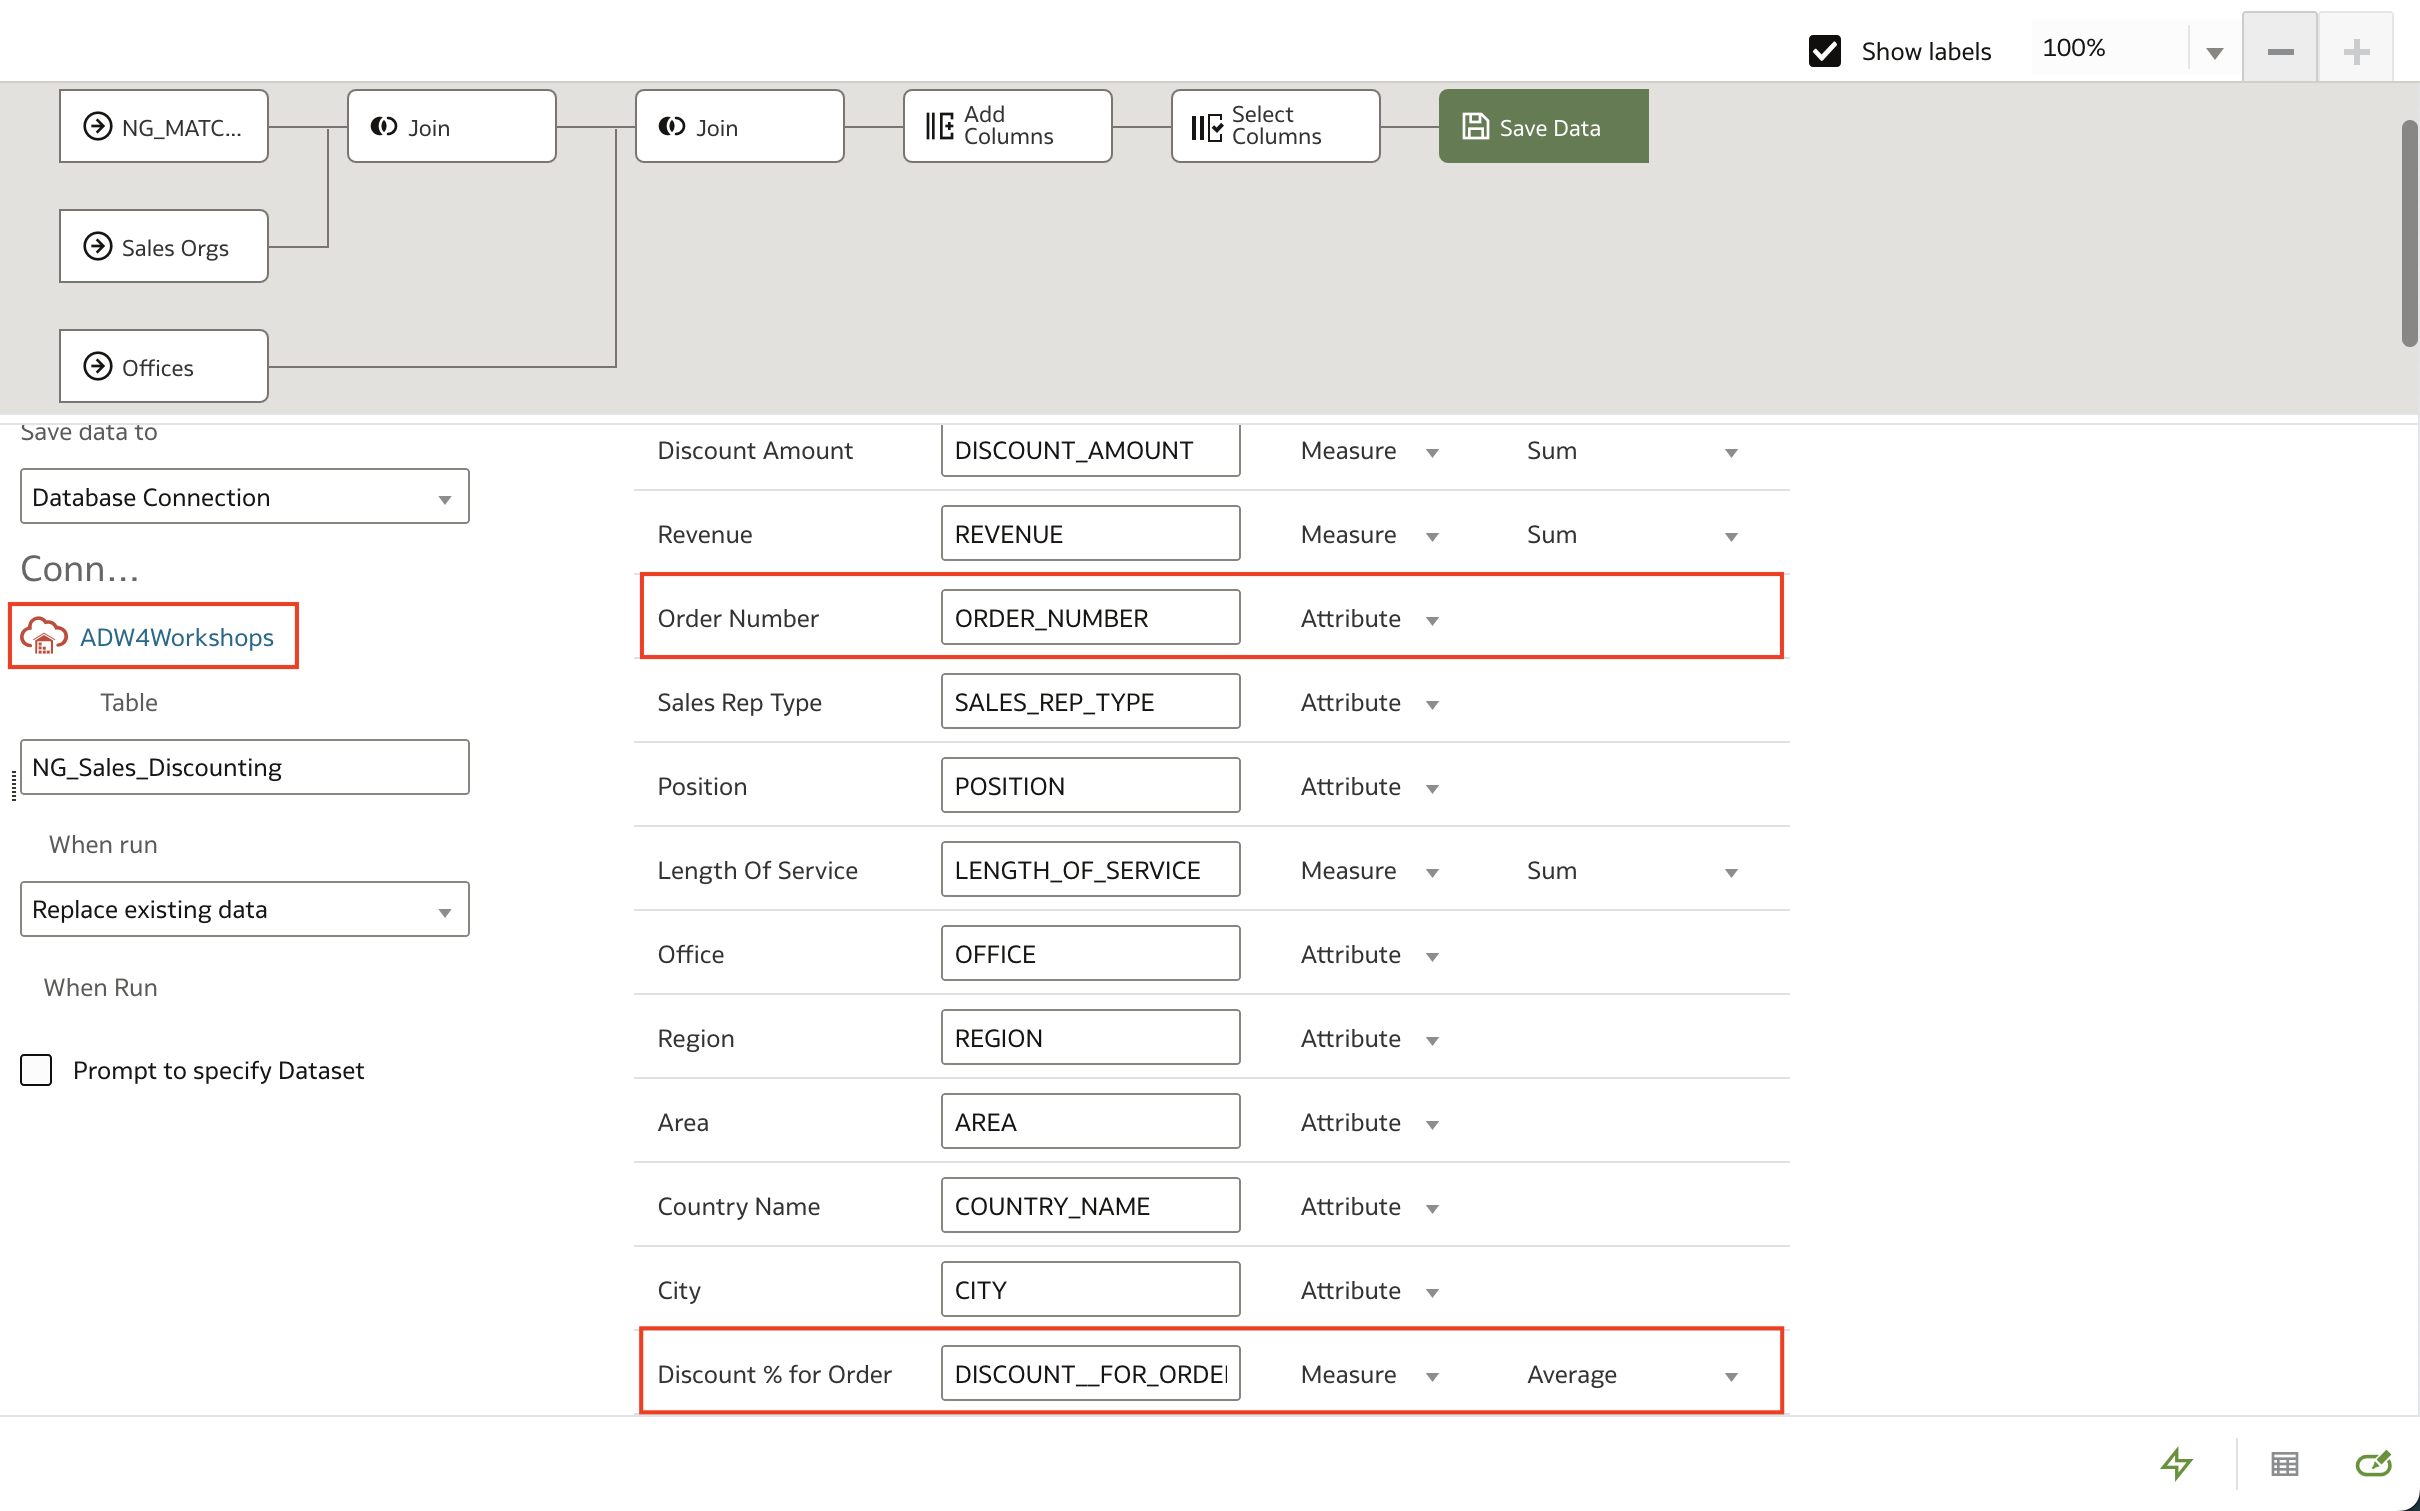 Show labels
100%
NG_MATC...
Join
Join
Add
Columns
Select
Columns
Save Data
Sales Orgs
Offices
Save data to
Database Connection
Conn...
ADW4Workshops
Table
NG_Sales_Discounting
When run
Replace existing data
When Run
Prompt to specify Dataset
Discount Amount DISCOUNT_AMOUNT Measure Sum
Revenue REVENUE Measure Sum
Order Number ORDER_NUMBER Attribute
Sales Rep Type SALES_REP_TYPE Attribute
Position POSITION Attribute
Length Of Service LENGTH_OF_SERVICE Measure Sum
Office OFFICE Attribute
Region REGION Attribute
Area AREA Attribute
Country Name COUNTRY_NAME Attribute
City CITY Attribute
Discount % for Order DISCOUNT__FOR_ORDE Measure Average